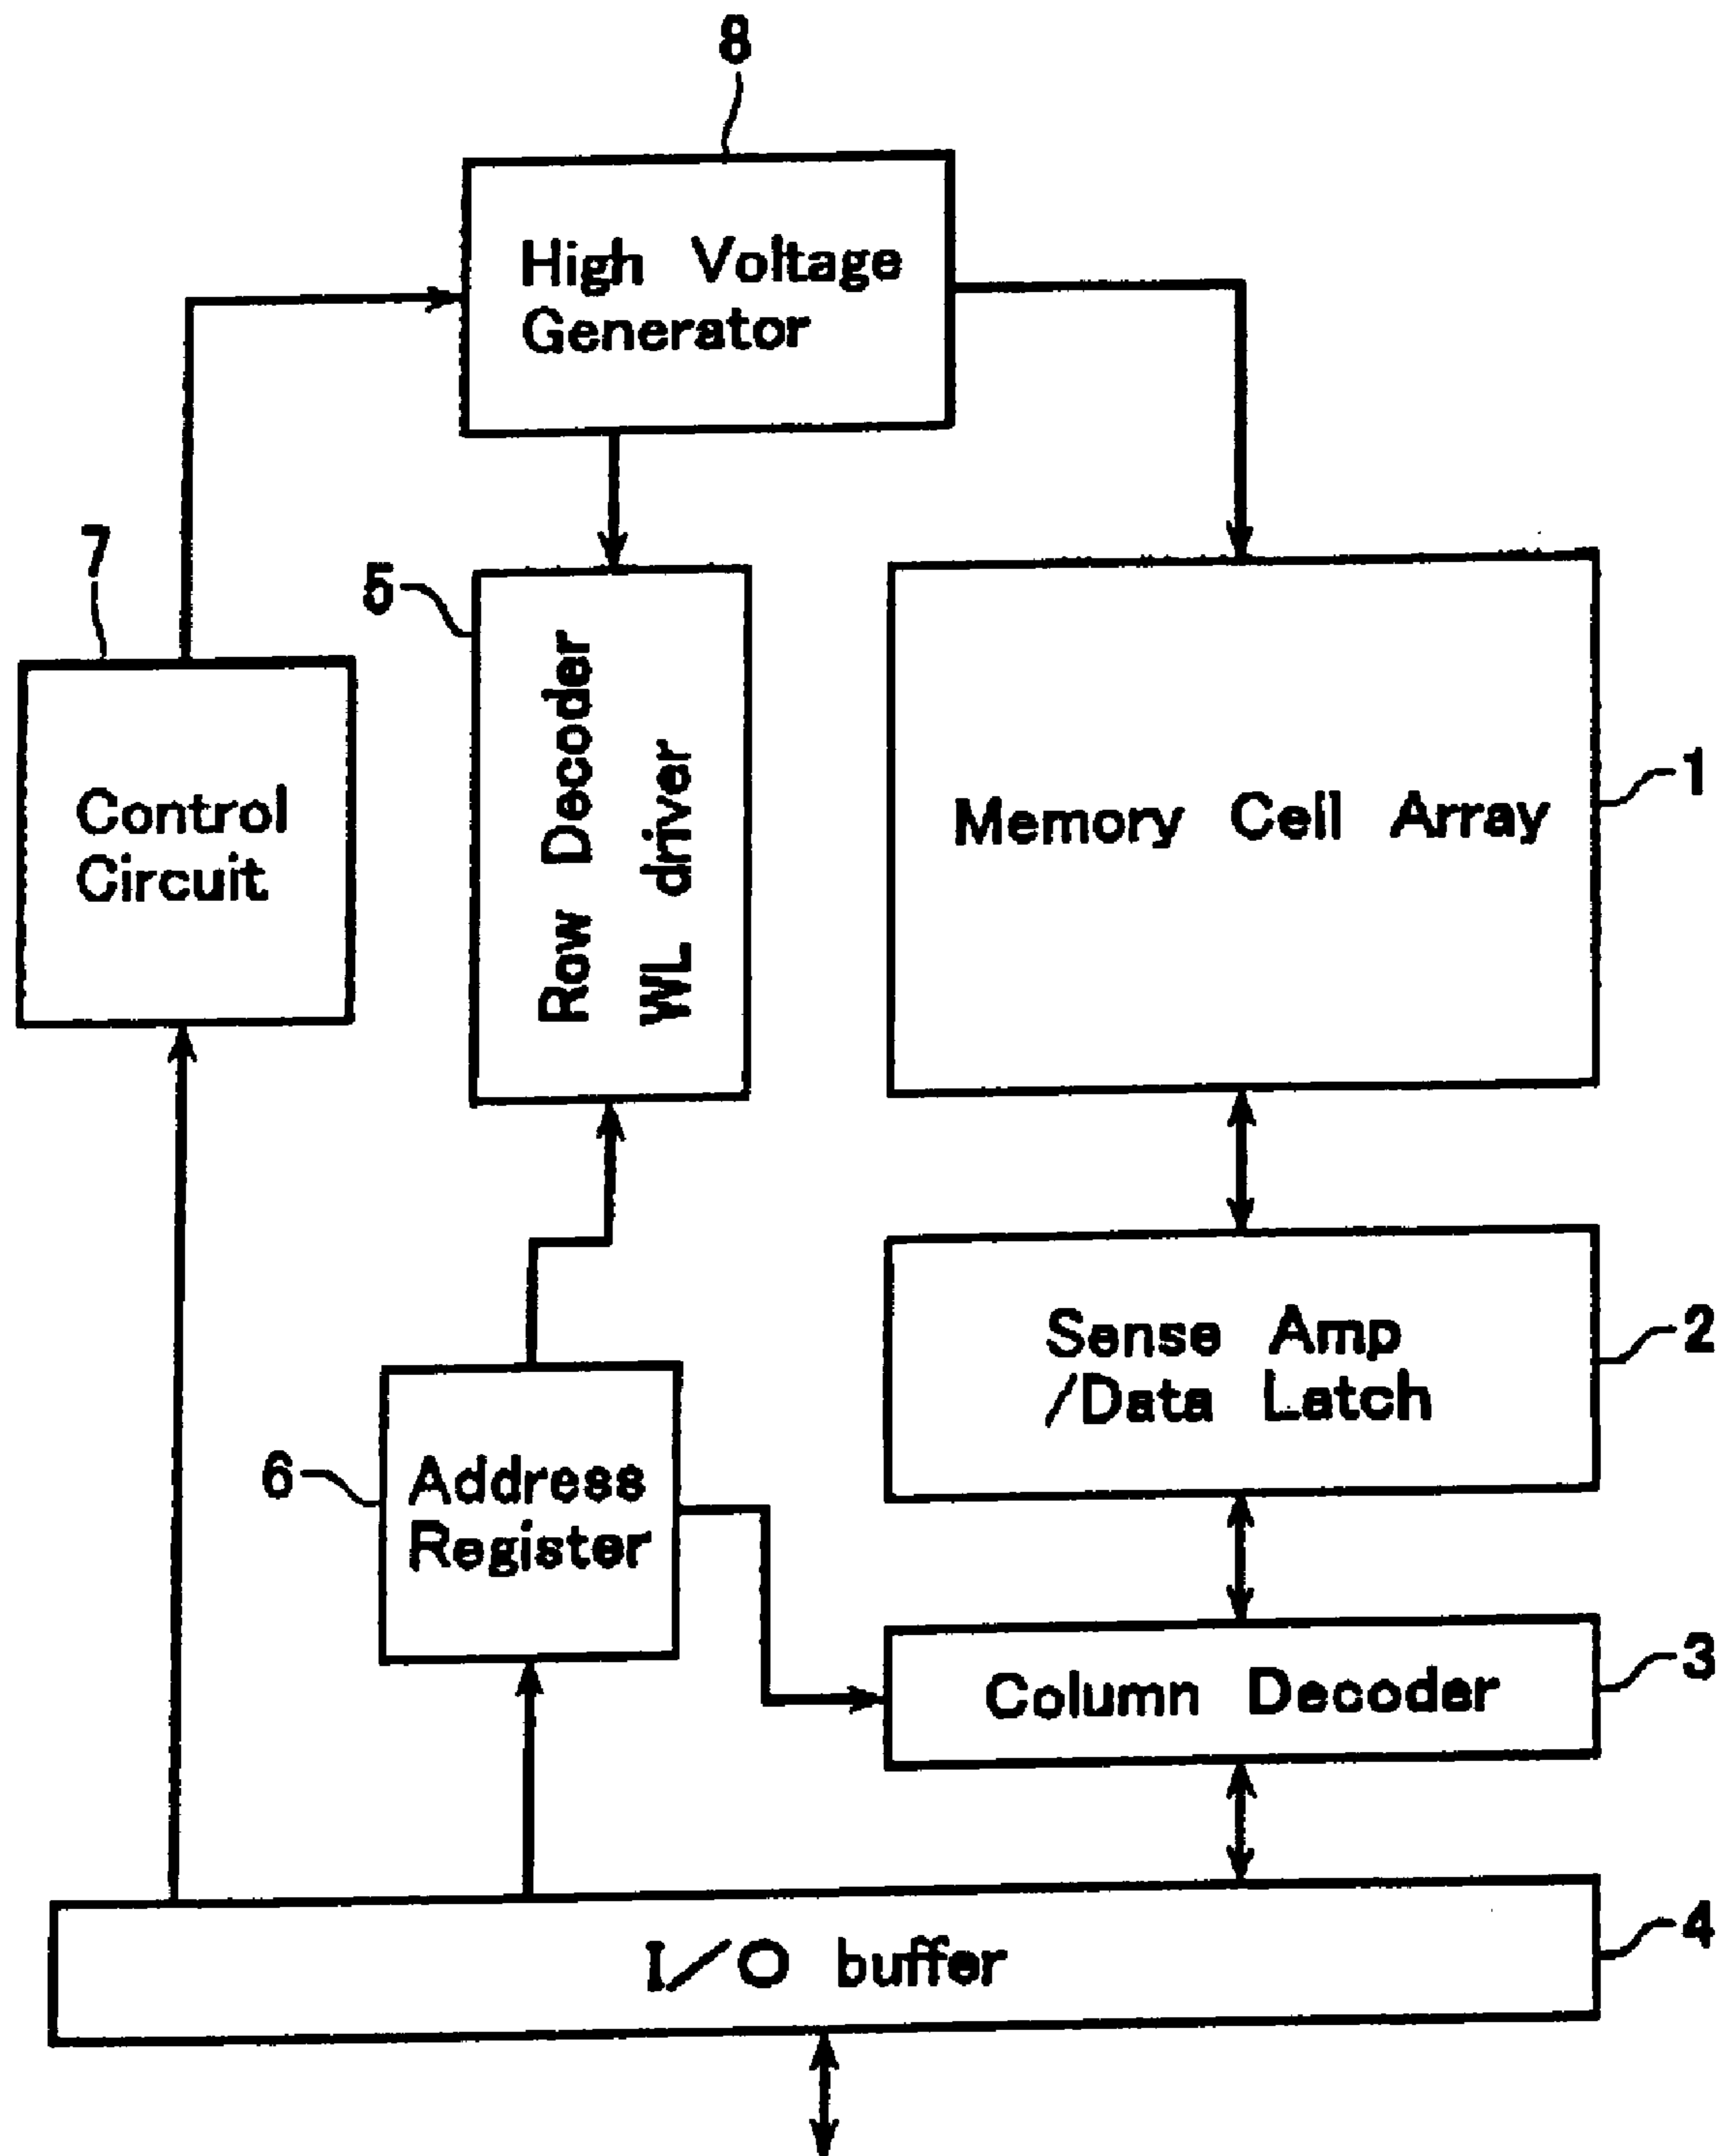 8
High Voltage
Generator
7
5
Control
Circuit
Row Decoder
WL driver
Memory Cell Array
1
Sense Amp
/Data Latch
2
6
Address
Register
Column Decoder
3
I/O buffer
4